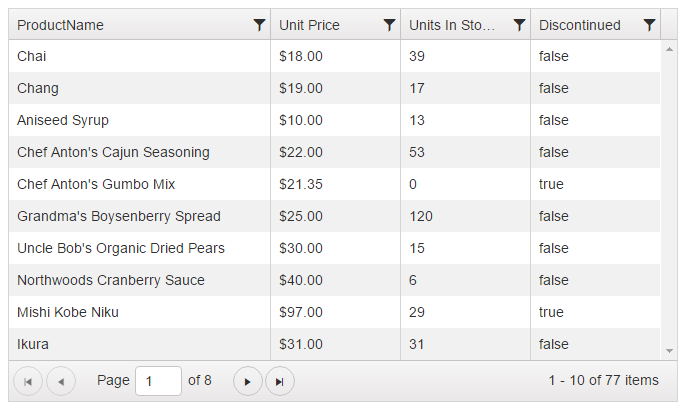 ProductName Unit Price Units In Sto... Discontinued
Chai $18.00 39 false
Chang $19.00 17 false
Aniseed Syrup $10.00 13 false
Chef Anton's Cajun Seasoning $22.00 53 false
Chef Anton's Gumbo Mix $21.35 0 true
Grandma's Boysenberry Spread $25.00 120 false
Uncle Bob's Organic Dried Pears $30.00 15 false
Northwoods Cranberry Sauce $40.00 6 false
Mishi Kobe Niku $97.00 29 true
Ikura $31.00 31 false
Page 1 of 8 1 - 10 of 77 items